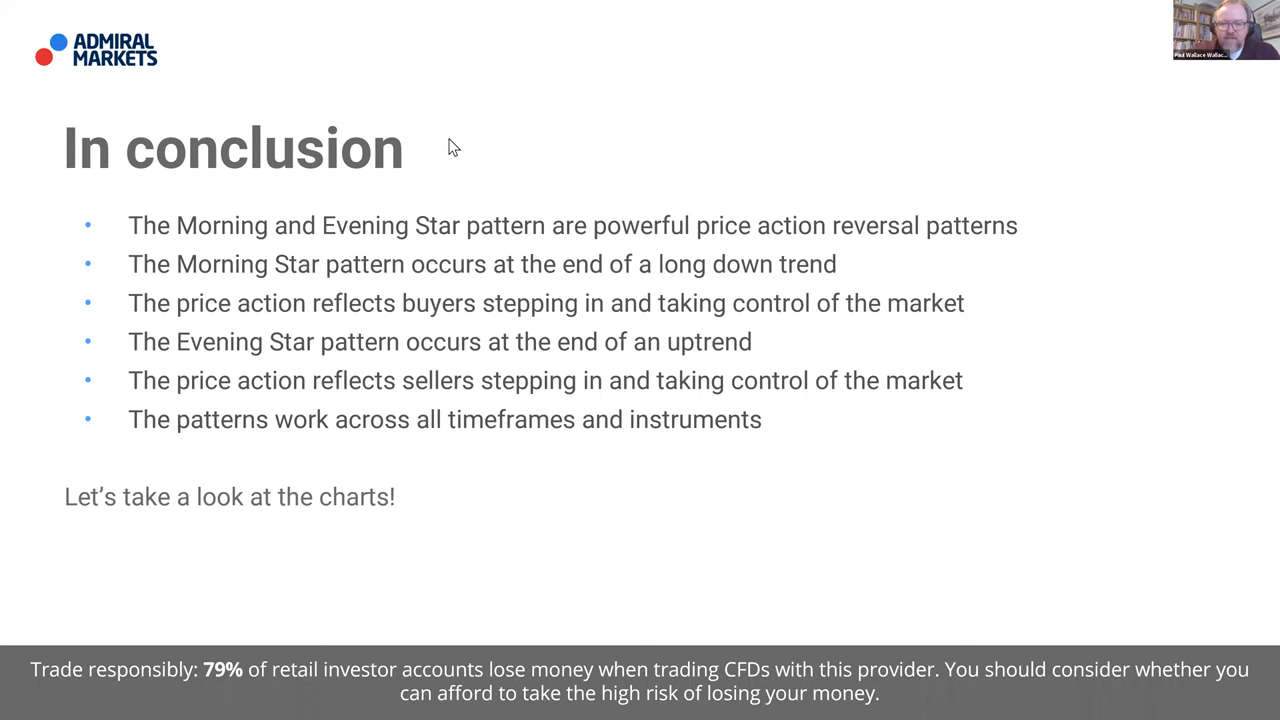 ADMIRAL
MARKETS
Paul Wallace Wallac...
In conclusion
• The Morning and Evening Star pattern are powerful price action reversal patterns
• The Morning Star pattern occurs at the end of a long down trend
• The price action reflects buyers stepping in and taking control of the market
• The Evening Star pattern occurs at the end of an uptrend
• The price action reflects sellers stepping in and taking control of the market
• The patterns work across all timeframes and instruments
Let’s take a look at the charts!
Trade responsibly: 79% of retail investor accounts lose money when trading CFDs with this provider. You should consider whether you
can afford to take the high risk of losing your money.